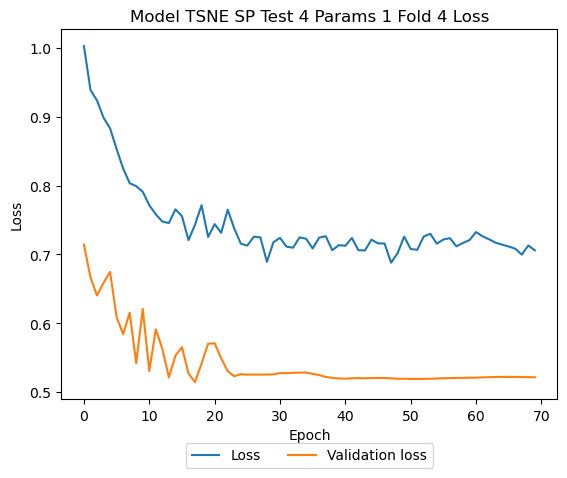 Model TSNE SP Test 4 Params 1 Fold 4 Loss
1.0
0.9
0.8
0.7
0.6
0.5
Loss
0 10 20 30 40 50 60 70
Epoch
Loss Validation loss